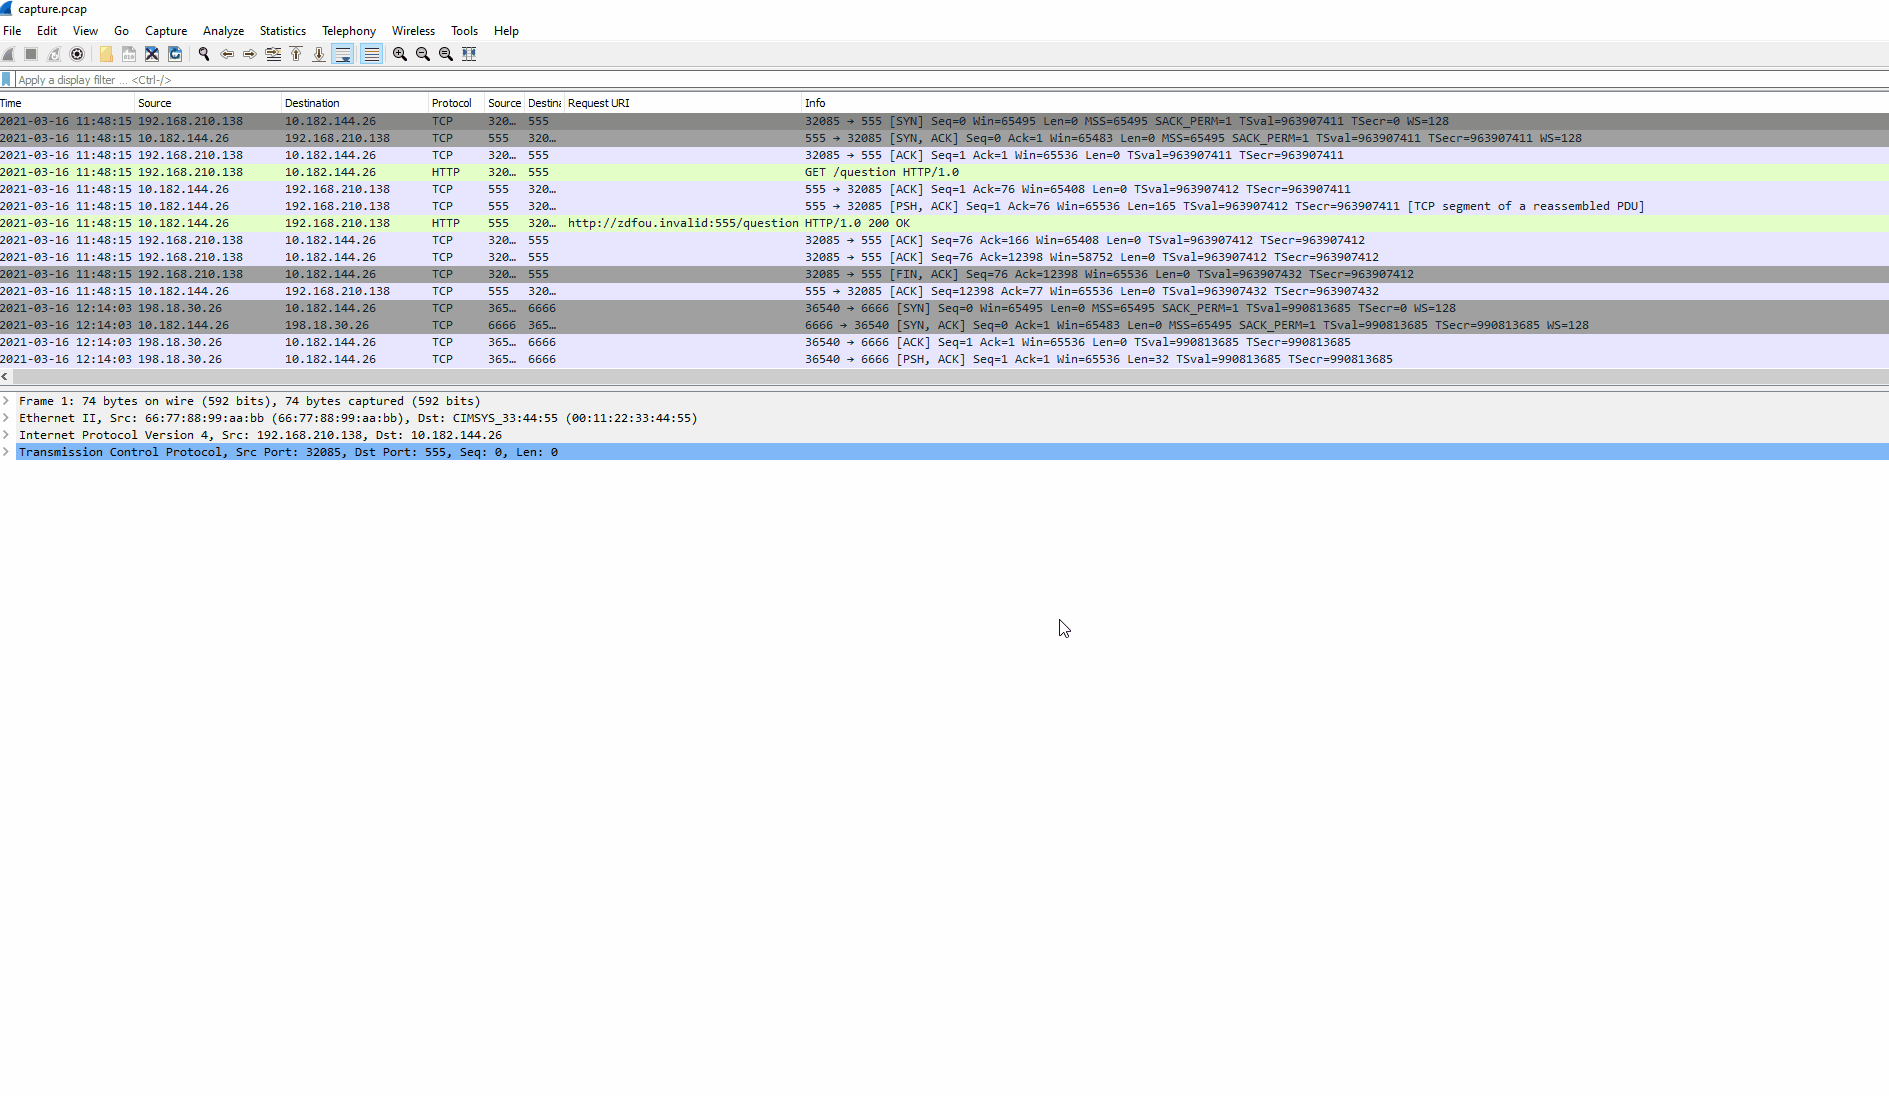 capture.pcap
File Edit View Go Capture Analyze Statistics Telephony Wireless Tools Help
Apply a display filter ... <Ctrl-/>
Time Source Destination Protocol Source Destina Request URI Info
2021-03-16 11:48:15 192.168.210.138 10.182.144.26 TCP 320… 555 32085 → 555 [SYN] Seq=0 Win=65495 Len=0 MSS=65495 SACK_PERM=1 TSval=963907411 TSecr=0 WS=128
2021-03-16 11:48:15 10.182.144.26 192.168.210.138 TCP 555 320… 555 → 32085 [SYN, ACK] Seq=0 Ack=1 Win=65483 Len=0 MSS=65495 SACK_PERM=1 TSval=963907411 TSecr=963907411 WS=128
2021-03-16 11:48:15 192.168.210.138 10.182.144.26 TCP 320… 555 32085 → 555 [ACK] Seq=1 Ack=1 Win=65536 Len=0 TSval=963907411 TSecr=963907411
2021-03-16 11:48:15 192.168.210.138 10.182.144.26 HTTP 320… 555 GET /question HTTP/1.0
2021-03-16 11:48:15 10.182.144.26 192.168.210.138 TCP 555 320… 555 → 32085 [ACK] Seq=1 Ack=76 Win=65408 Len=0 TSval=963907412 TSecr=963907411
2021-03-16 11:48:15 10.182.144.26 192.168.210.138 TCP 555 320… 555 → 32085 [PSH, ACK] Seq=1 Ack=76 Win=65536 Len=165 TSval=963907412 TSecr=963907411 [TCP segment of a reassembled PDU]
2021-03-16 11:48:15 10.182.144.26 192.168.210.138 HTTP 555 320… http://zdfou.invalid:555/question HTTP/1.0 200 OK
2021-03-16 11:48:15 192.168.210.138 10.182.144.26 TCP 320… 555 32085 → 555 [ACK] Seq=76 Ack=166 Win=65408 Len=0 TSval=963907412 TSecr=963907412
2021-03-16 11:48:15 192.168.210.138 10.182.144.26 TCP 320… 555 32085 → 555 [ACK] Seq=76 Ack=12398 Win=58752 Len=0 TSval=963907412 TSecr=963907412
2021-03-16 11:48:15 192.168.210.138 10.182.144.26 TCP 320… 555 32085 → 555 [FIN, ACK] Seq=76 Ack=12398 Win=65536 Len=0 TSval=963907432 TSecr=963907412
2021-03-16 11:48:15 10.182.144.26 192.168.210.138 TCP 555 320… 555 → 32085 [ACK] Seq=12398 Ack=77 Win=65536 Len=0 TSval=963907432 TSecr=963907432
2021-03-16 12:14:03 198.18.30.26 10.182.144.26 TCP 365… 6666 36540 → 6666 [SYN] Seq=0 Win=65495 Len=0 MSS=65495 SACK_PERM=1 TSval=990813685 TSecr=0 WS=128
2021-03-16 12:14:03 10.182.144.26 198.18.30.26 TCP 6666 365… 6666 → 36540 [SYN, ACK] Seq=0 Ack=1 Win=65483 Len=0 MSS=65495 SACK_PERM=1 TSval=990813685 TSecr=990813685 WS=128
2021-03-16 12:14:03 198.18.30.26 10.182.144.26 TCP 365… 6666 36540 → 6666 [ACK] Seq=1 Ack=1 Win=65536 Len=0 TSval=990813685 TSecr=990813685
2021-03-16 12:14:03 198.18.30.26 10.182.144.26 TCP 365… 6666 36540 → 6666 [PSH, ACK] Seq=1 Ack=1 Win=65536 Len=32 TSval=990813685 TSecr=990813685
Frame 1: 74 bytes on wire (592 bits), 74 bytes captured (592 bits)
Ethernet II, Src: 66:77:88:99:aa:bb (66:77:88:99:aa:bb), Dst: CIMSYS_33:44:55 (00:11:22:33:44:55)
Internet Protocol Version 4, Src: 192.168.210.138, Dst: 10.182.144.26
Transmission Control Protocol, Src Port: 32085, Dst Port: 555, Seq: 0, Len: 0